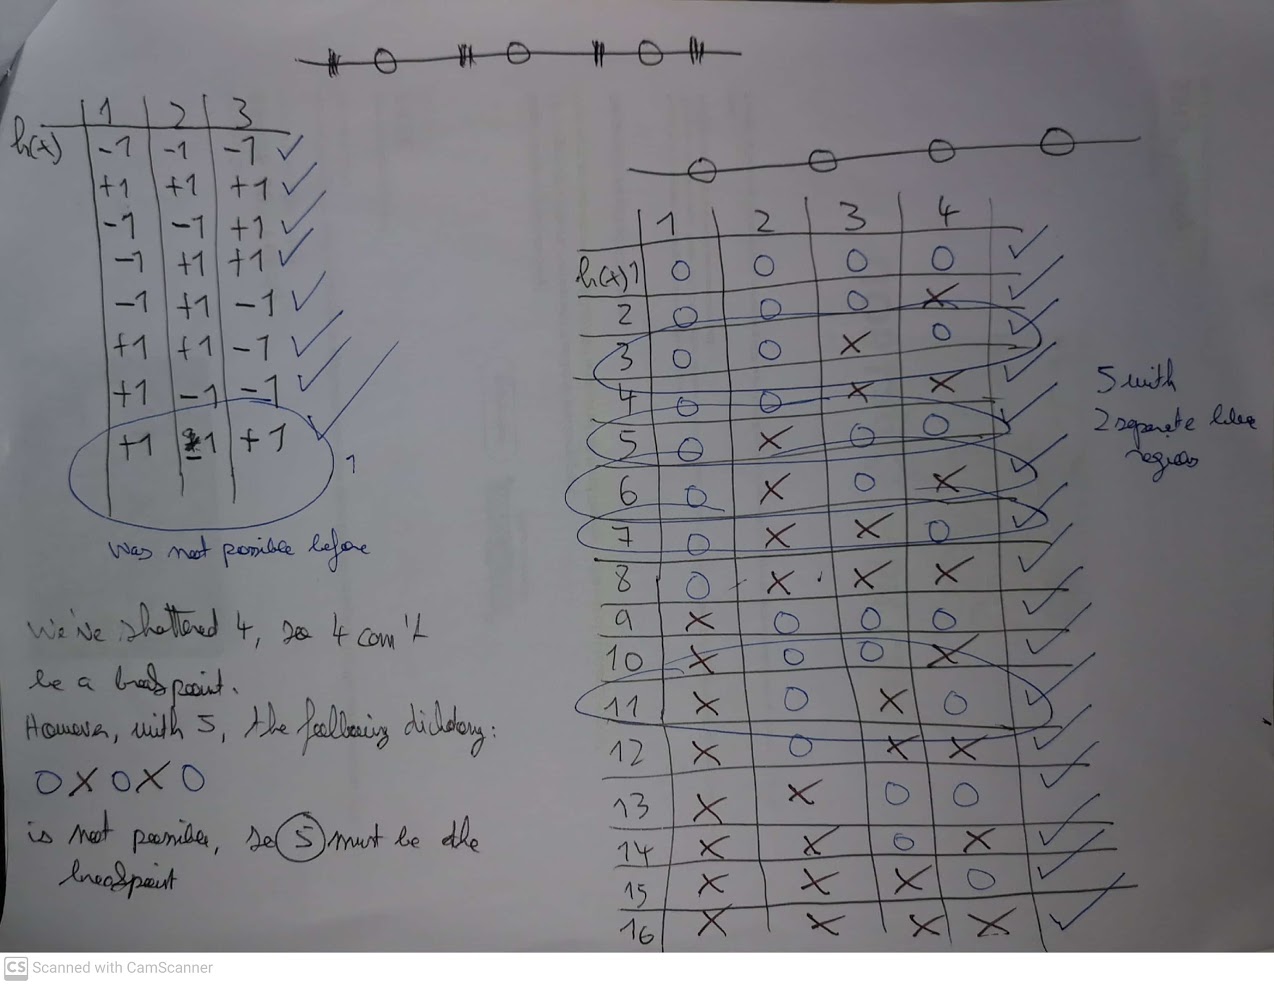 1 2 3
h(x) -1 -1 -1
+1 +1 +1
-1 -1 +1
-1 +1 +1
-1 +1 -1
+1 +1 -1
+1 -1 -1
+1 -1 +1
1
Was not possible before
We've shattered 4, so 4 can't
be a breakpoint.
However, with 5, the following dichotomy:
O X O X O
is not possible, so 5 must be the
breakpoint
1 2 3 4
h(x) 1 O O O O
2 O O O X
3 O O X O
4 O O X X
5 O X O O
6 O X O X
7 O X X O
8 O X X X
9 X O O O
10 X O O X
11 X O X O
12 X O X X
13 X X O O
14 X X O X
15 X X X O
16 X X X X
5 with
2 separate
regions
CS Scanned with CamScanner